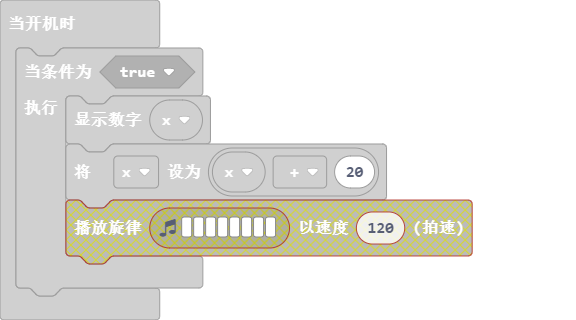 当开机时
当条件为 true
执行
显示数字 x
将 x 设为 x + 20
播放旋律 以速度 120 (拍速)